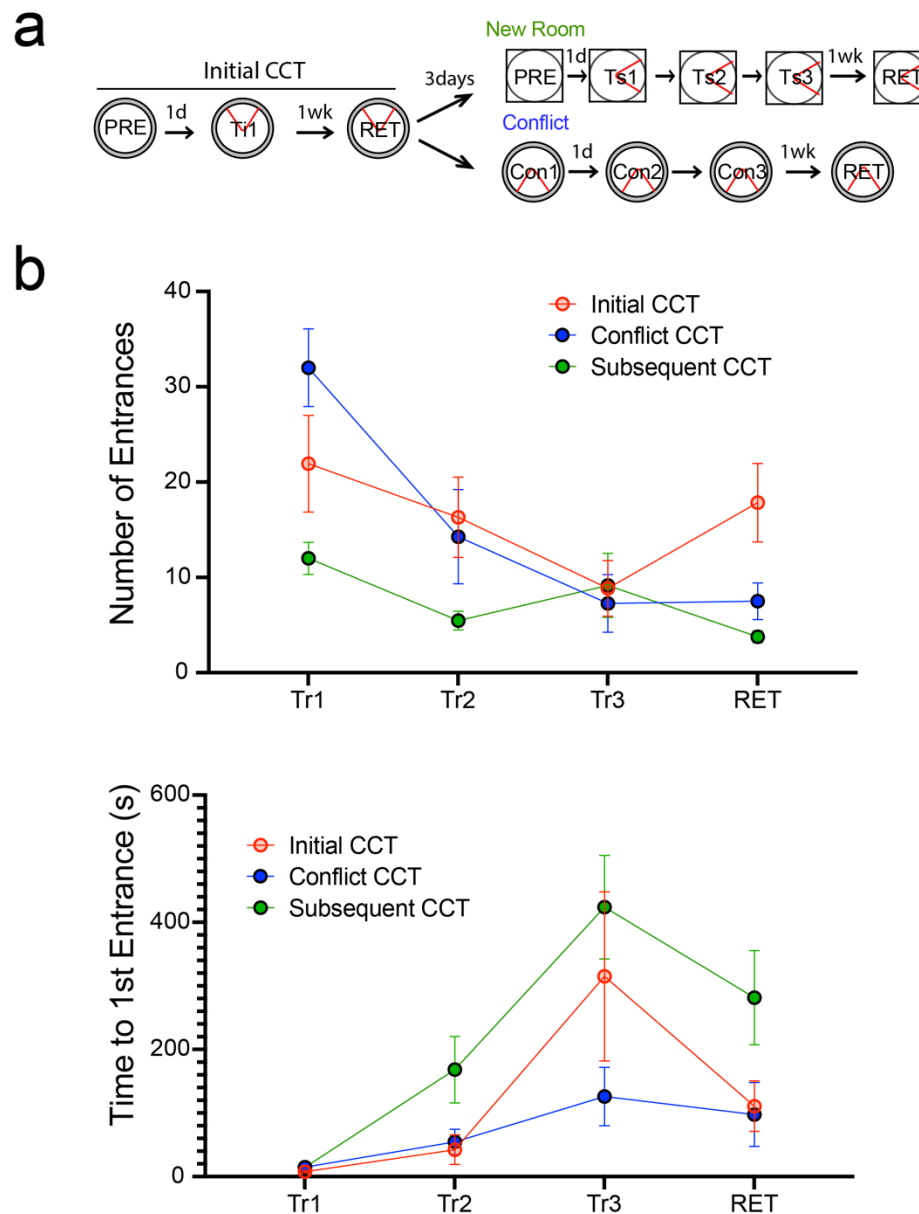 a
New Room
Initial CCT
3days
PRE 1d Ts1 Ts2 Ts3 1wk RET
PRE 1d Ti1 1wk RET
Conflict
Con1 1d Con2 Con3 1wk RET
b
Number of Entrances
40
30
20
10
0
Initial CCT
Conflict CCT
Subsequent CCT
Tr1 Tr2 Tr3 RET
Time to 1st Entrance (s)
600
400
200
0
Initial CCT
Conflict CCT
Subsequent CCT
Tr1 Tr2 Tr3 RET